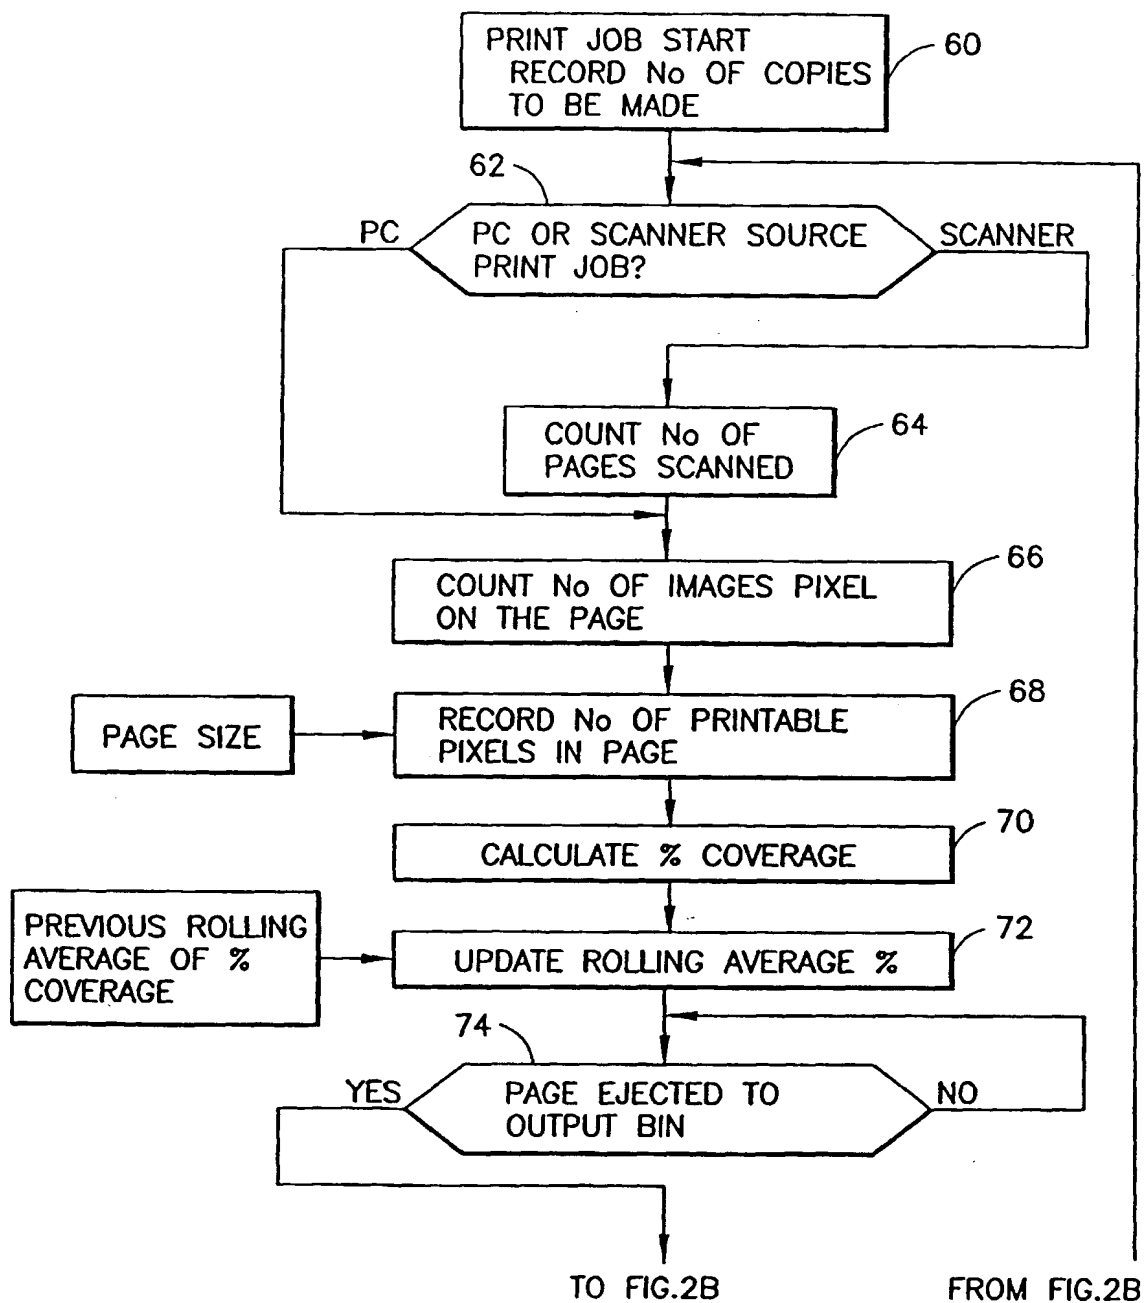 PRINT JOB START
RECORD No OF COPIES
TO BE MADE
60
62
PC
PC OR SCANNER SOURCE
PRINT JOB?
SCANNER
COUNT No OF
PAGES SCANNED
64
COUNT No OF IMAGES PIXEL
ON THE PAGE
66
PAGE SIZE
RECORD No OF PRINTABLE
PIXELS IN PAGE
68
CALCULATE % COVERAGE
70
PREVIOUS ROLLING
AVERAGE OF %
COVERAGE
UPDATE ROLLING AVERAGE %
72
74
YES
PAGE EJECTED TO
OUTPUT BIN
NO
TO FIG.2B
FROM FIG.2B